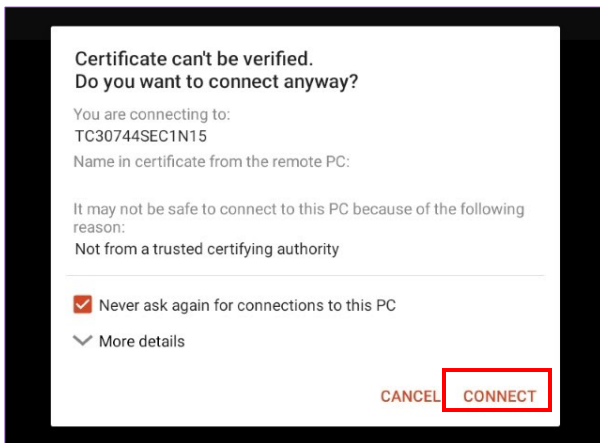 Certificate can't be verified.
Do you want to connect anyway?
You are connecting to:
TC30744SEC1N15
Name in certificate from the remote PC:
It may not be safe to connect to this PC because of the following
reason:
Not from a trusted certifying authority
Never ask again for connections to this PC
More details
CANCEL CONNECT